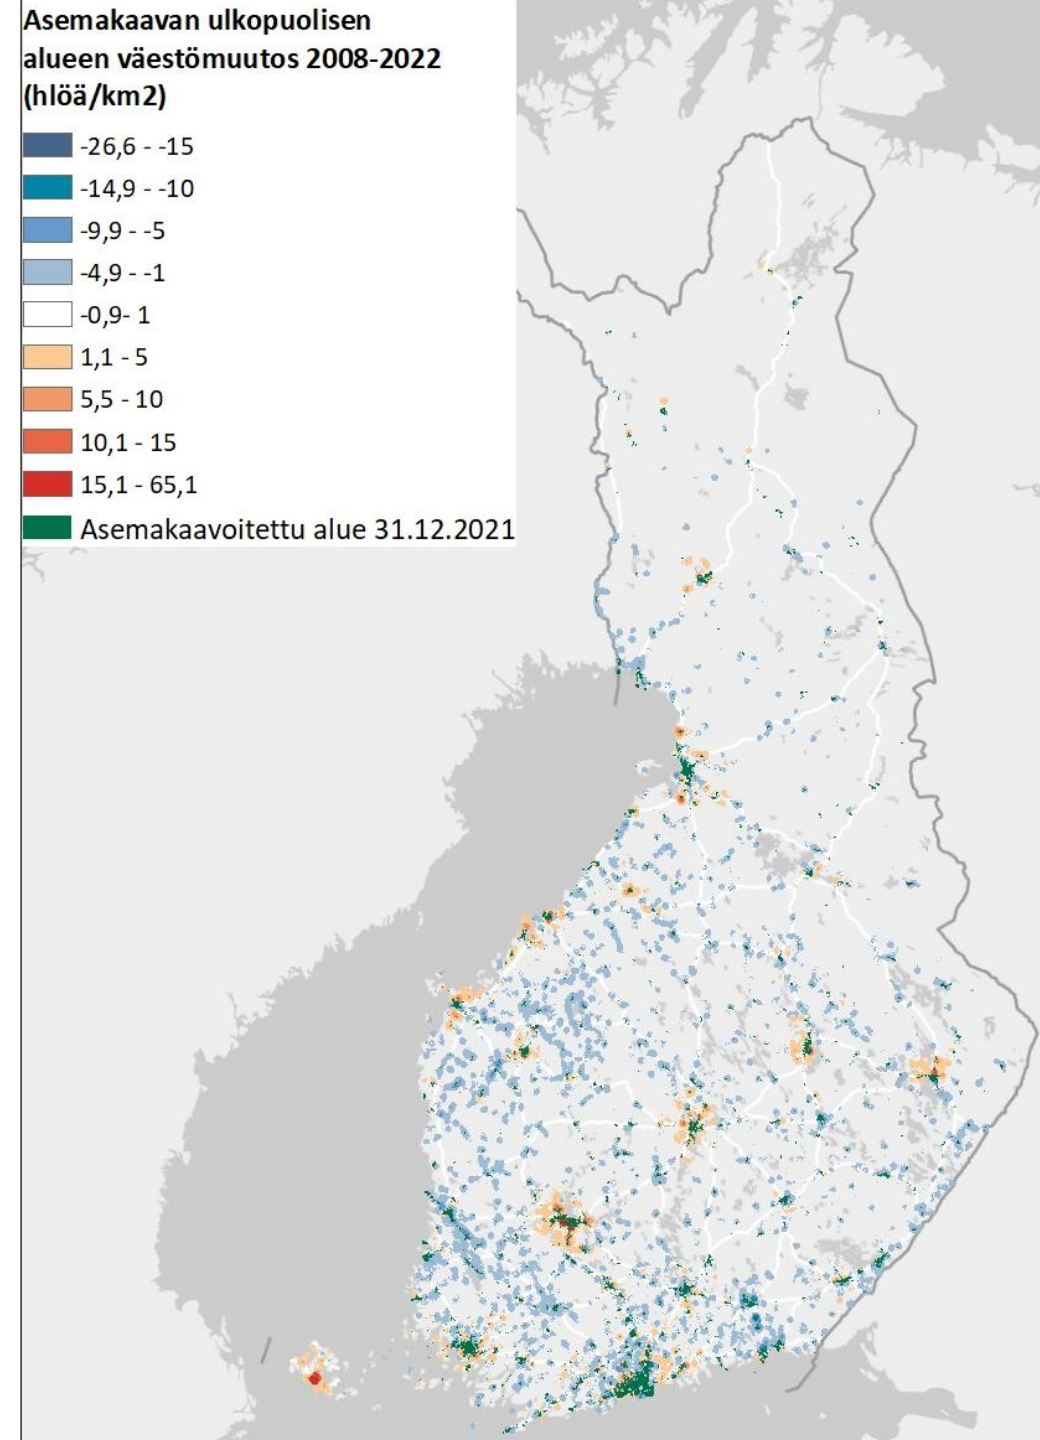 Asemakaavan ulkopuolisen
alueen väestömuutos 2008-2022
(hlöä/km2)
-26,6 - -15
-14,9 - -10
-9,9 - -5
-4,9 - -1
-0,9- 1
1,1 - 5
5,5 - 10
10,1 - 15
15,1 - 65,1
Asemakaavoitettu alue 31.12.2021